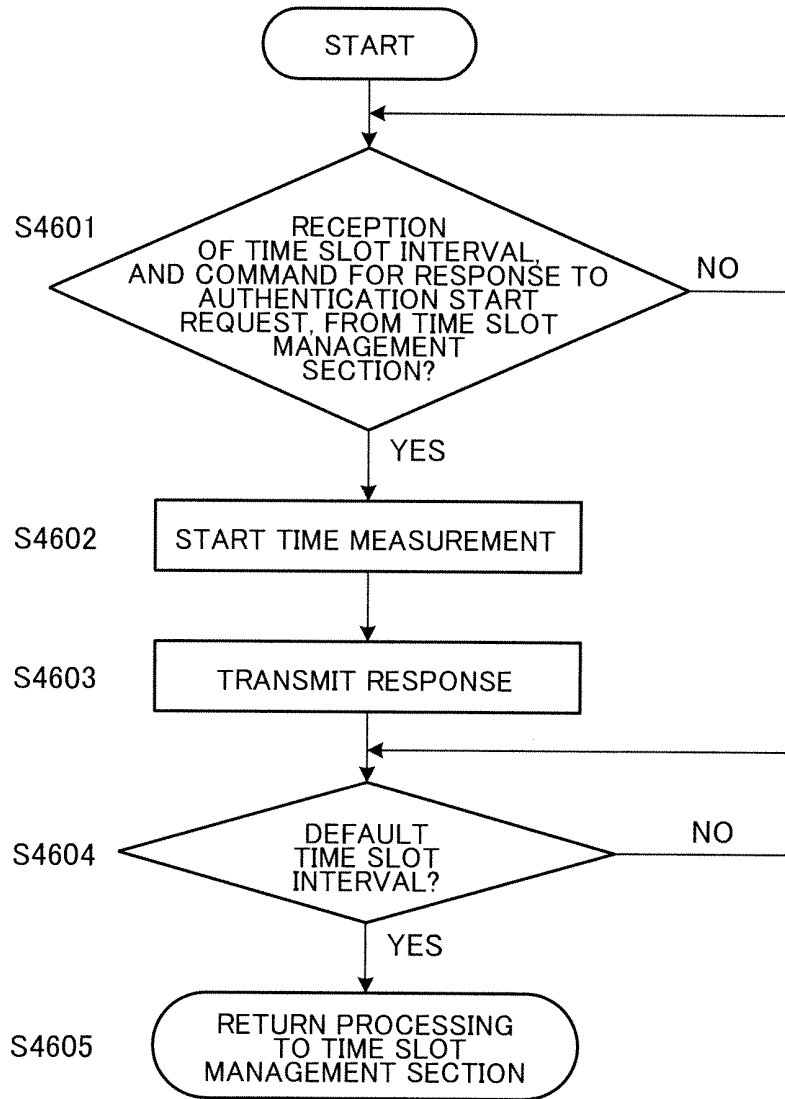 START
S4601
RECEPTION
OF TIME SLOT INTERVAL,
AND COMMAND FOR RESPONSE TO
AUTHENTICATION START
REQUEST, FROM TIME SLOT
MANAGEMENT
SECTION?
NO
YES
S4602
START TIME MEASUREMENT
S4603
TRANSMIT RESPONSE
S4604
DEFAULT
TIME SLOT
INTERVAL?
NO
YES
S4605
RETURN PROCESSING
TO TIME SLOT
MANAGEMENT SECTION